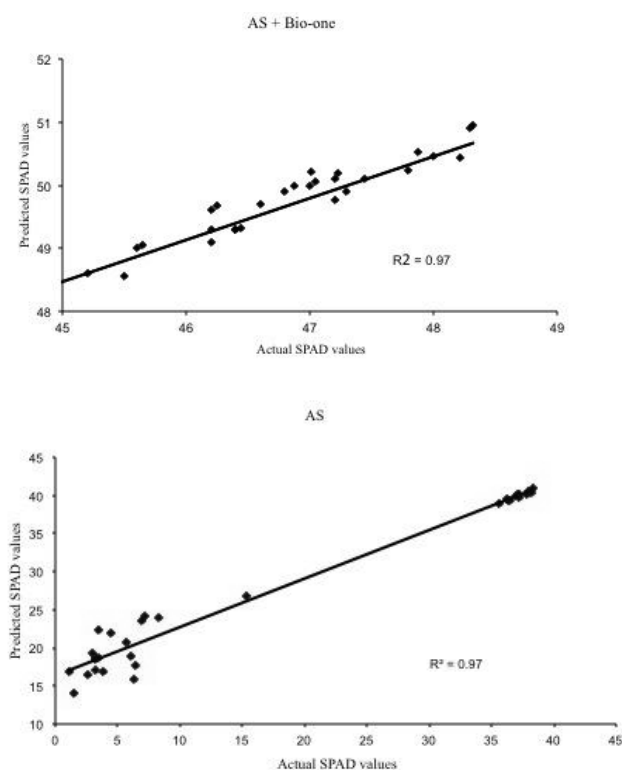 AS + Bio-one
52
51
50
49
48
45 46 47 48 49
Predicted SPAD values
R2 = 0.97
Actual SPAD values
AS
45
40
35
30
25
20
15
10
0 5 10 15 20 25 30 33 35 40 45
Predicted SPAD values
R² = 0.97
Actual SPAD values